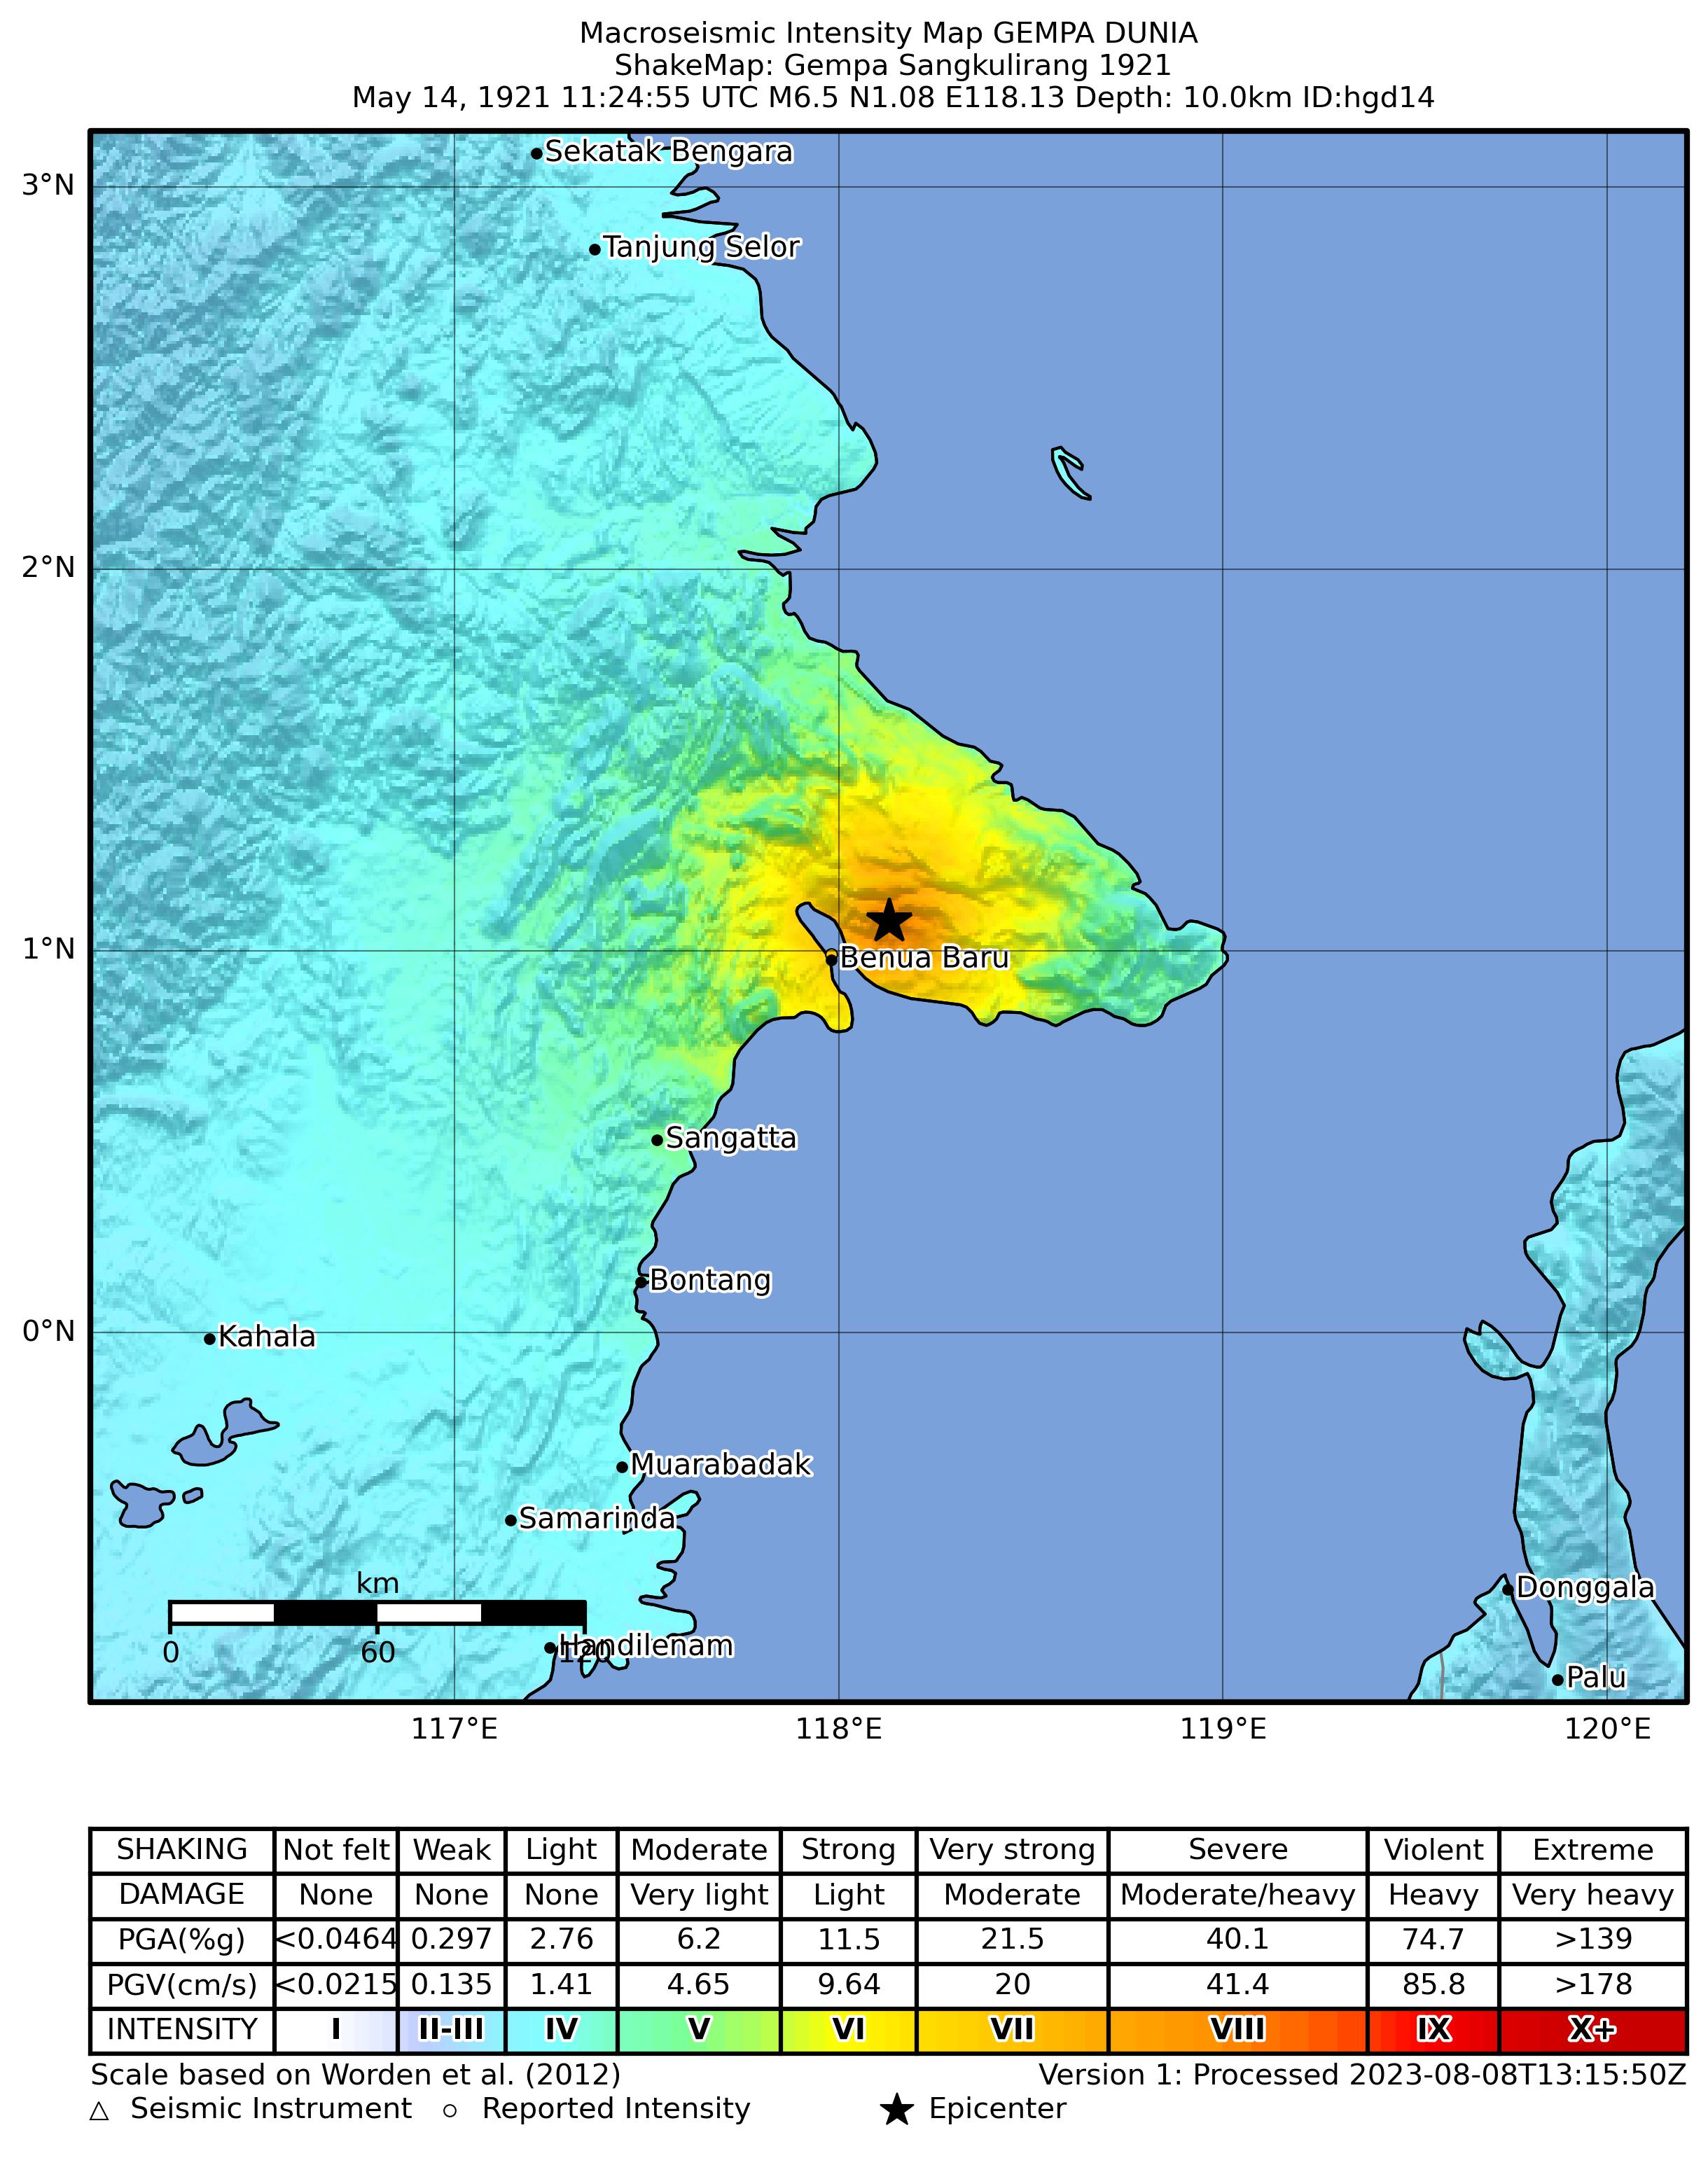 Macroseismic Intensity Map GEMPA DUNIA
ShakeMap: Gempa Sangkulirang 1921
May 14, 1921 11:24:55 UTC M6.5 N1.08 E118.13 Depth: 10.0km ID:hgd14
Sekatak Bengara
3°N
Tanjung Selor
2°N
1°N
Benua Baru
Sangatta
Bontang
0°N
Kahala
Muarabadak
Samarinda
km
Donggala
0 60 120
Handilenam
Palu
117°E 118°E 119°E 120°E
SHAKING Not felt Weak Light Moderate Strong Very strong Severe Violent Extreme
DAMAGE None None None Very light Light Moderate Moderate/heavy Heavy Very heavy
PGA(%g) <0.0464 0.297 2.76 6.2 11.5 21.5 40.1 74.7 >139
PGV(cm/s) <0.0215 0.135 1.41 4.65 9.64 20 41.4 85.8 >178
INTENSITY I II-III IV V VI VII VIII IX X+
Scale based on Worden et al. (2012) Version 1: Processed 2023-08-08T13:15:50Z
△ Seismic Instrument ○ Reported Intensity ★ Epicenter